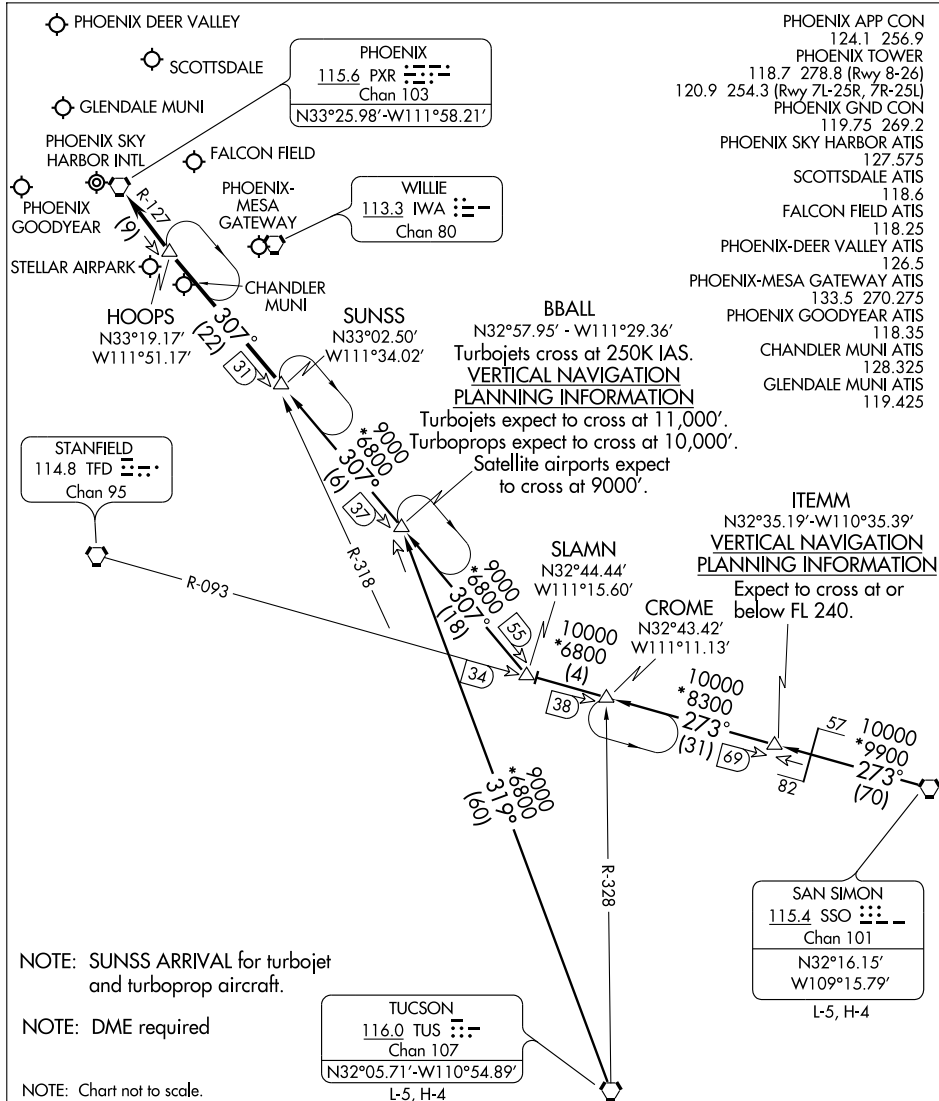 PHOENIX DEER VALLEY
SCOTTSDALE
GLENDALE MUNI
PHOENIX SKY
HARBOR INTL
FALCON FIELD
PHOENIX
GOODYEAR
PHOENIX-
MESA
GATEWAY
STELLAR AIRPARK
CHANDLER
MUNI
PHOENIX
115.6 PXR
Chan 103
N33°25.98'-W111°58.21'
WILLIE
113.3 IWA
Chan 80
PHOENIX APP CON
124.1 256.9
PHOENIX TOWER
118.7 278.8 (Rwy 8-26)
120.9 254.3 (Rwy 7L-25R, 7R-25L)
PHOENIX GND CON
119.75 269.2
PHOENIX SKY HARBOR ATIS
127.575
SCOTTSDALE ATIS
118.6
FALCON FIELD ATIS
118.25
PHOENIX-DEER VALLEY ATIS
126.5
PHOENIX-MESA GATEWAY ATIS
133.5 270.275
PHOENIX GOODYEAR ATIS
118.35
CHANDLER MUNI ATIS
128.325
GLENDALE MUNI ATIS
119.425
R-127
(9)
HOOPS
N33°19.17'
W111°51.17'
307°
(22)
31
SUNSS
N33°02.50'
W111°34.02'
BBALL
N32°57.95' - W111°29.36'
Turbojets cross at 250K IAS.
VERTICAL NAVIGATION
PLANNING INFORMATION
Turbojets expect to cross at 11,000'.
Turboprops expect to cross at 10,000'.
Satellite airports expect
to cross at 9000'.
9000
*6800
307°
(6)
37
STANFIELD
114.8 TFD
Chan 95
R-093
R-318
9000
*6800
307°
(18)
55
SLAMN
N32°44.44'
W111°15.60'
34
10000
*6800
(4)
38
CROME
N32°43.42'
W111°11.13'
ITEMM
N32°35.19'-W110°35.39'
VERTICAL NAVIGATION
PLANNING INFORMATION
Expect to cross at or
below FL 240.
10000
*8300
273°
(31)
69
57
82
10000
*9900
273°
(70)
9000
*6800
319°
(60)
R-328
SAN SIMON
115.4 SSO
Chan 101
N32°16.15'
W109°15.79'
L-5, H-4
TUCSON
116.0 TUS
Chan 107
N32°05.71'-W110°54.89'
L-5, H-4
NOTE: SUNSS ARRIVAL for turbojet
and turboprop aircraft.
NOTE: DME required
NOTE: Chart not to scale.